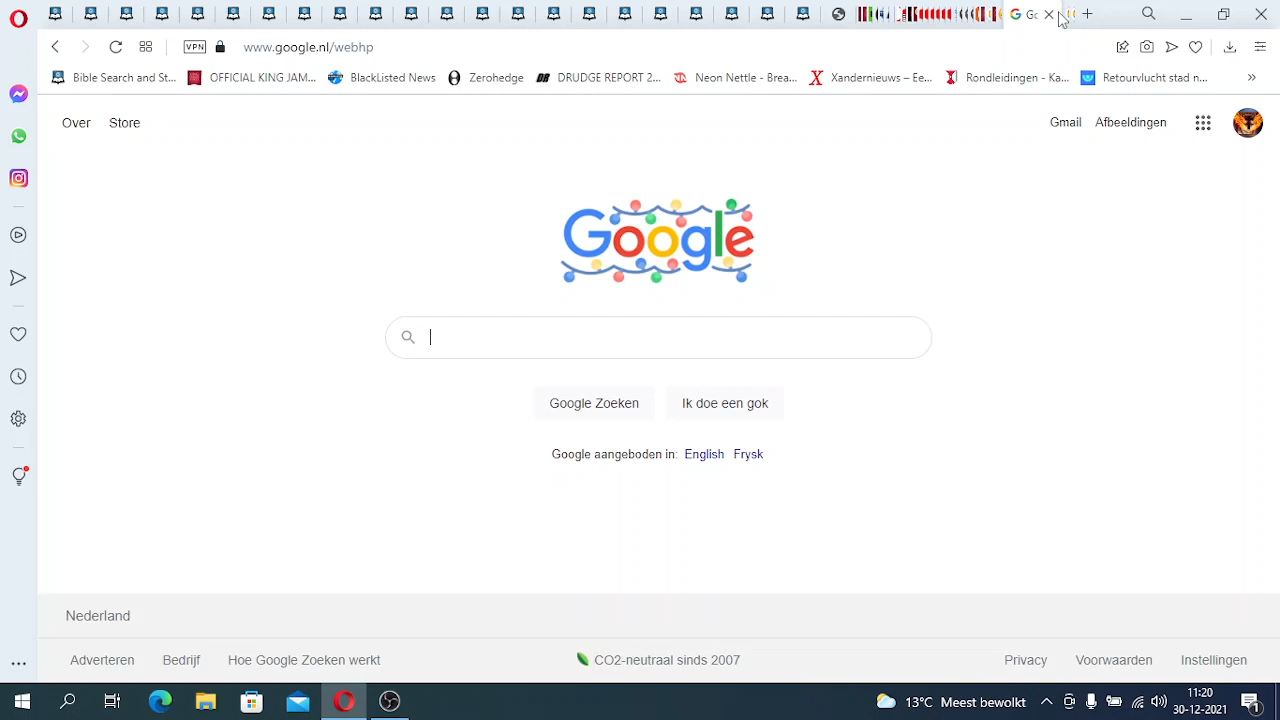 Go
VPN
www.google.nl/webhp
Bible Search and St...
OFFICIAL KING JAM...
BlackListed News
Zerohedge
DRUDGE REPORT 2...
Neon Nettle - Brea...
Xandernieuws – Ee...
Rondleidingen - Ka...
Retourvlucht stad n...
Over
Store
Gmail
Afbeeldingen
Google
Google Zoeken
Ik doe een gok
Google aangeboden in: English Frysk
Nederland
Adverteren
Bedrijf
Hoe Google Zoeken werkt
CO2-neutraal sinds 2007
Privacy
Voorwaarden
Instellingen
13°C Meest bewolkt
11:20
30-12-2021
1